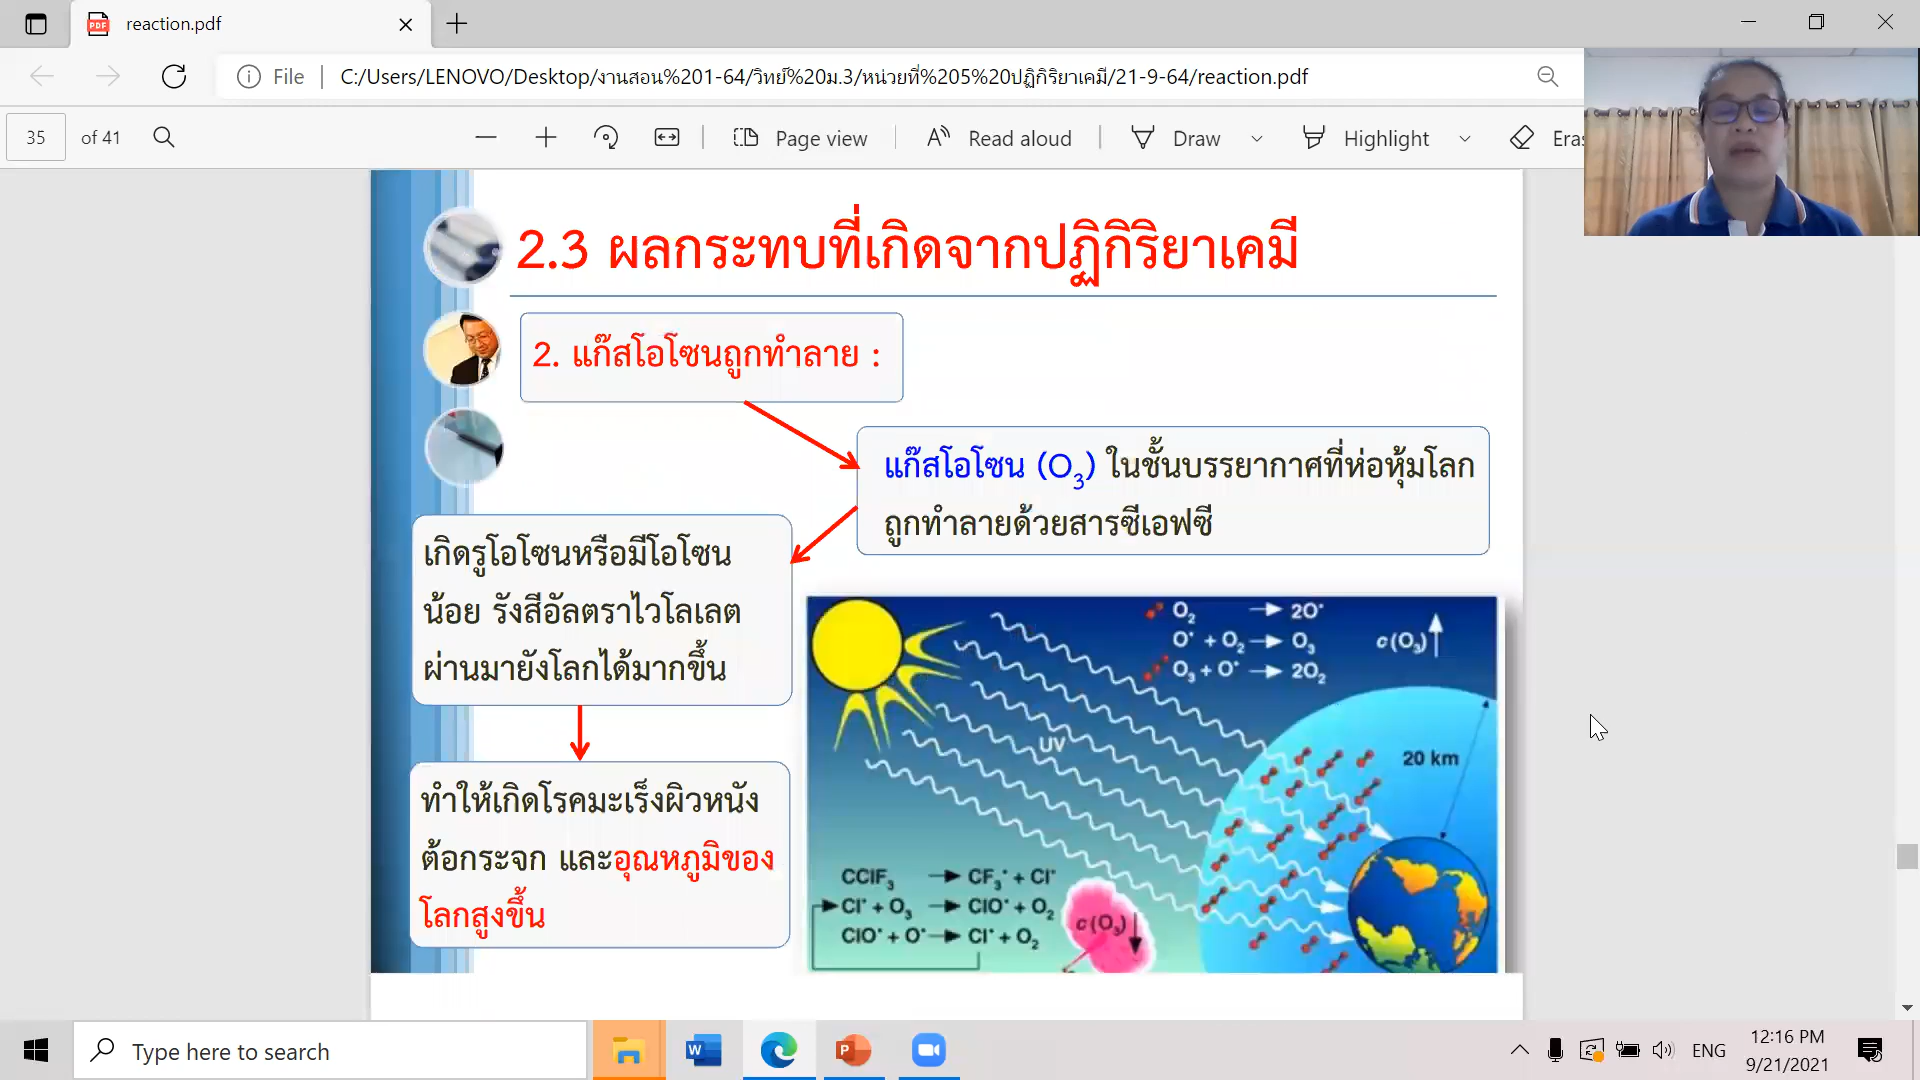 reaction.pdf
File
C:/Users/LENOVO/Desktop/งานสอน%201-64/วิทย์%20ม.3/หน่วยที่%205%20ปฏิกิริยาเคมี/21-9-64/reaction.pdf
35 of 41
Page view
Read aloud
Draw
Highlight
Eras
2.3 ผลกระทบที่เกิดจากปฏิกิริยาเคมี
2. แก๊สโอโซนถูกทำลาย :
แก๊สโอโซน (O3) ในชั้นบรรยากาศที่ห่อหุ้มโลก
ถูกทำลายด้วยสารซีเอฟซี
เกิดรูโอโซนหรือมีโอโซน
น้อย รังสีอัลตราไวโลเลต
ผ่านมายังโลกได้มากขึ้น
ทำให้เกิดโรคมะเร็งผิวหนัง
ต้อกระจก และอุณหภูมิของ
โลกสูงขึ้น
O2 → 2O•
O• + O2 → O3
O3 + O• → 2O2
c(O3)
UV
20 km
CClF3 → CF3• + Cl•
Cl• + O3 → ClO• + O2
ClO• + O• → Cl• + O2
c(O3)
Type here to search
ENG
12:16 PM
9/21/2021